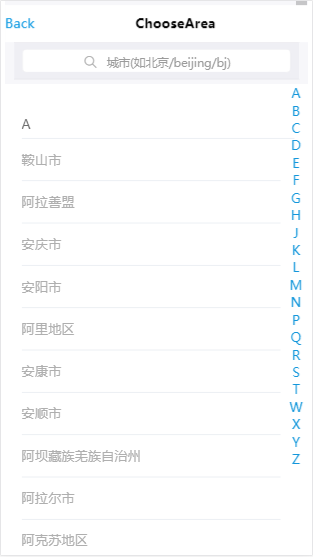 Back ChooseArea
城市(如北京/beijing/bj)
A
鞍山市
阿拉善盟
安庆市
安阳市
阿里地区
安康市
安顺市
阿坝藏族羌族自治州
阿拉尔市
阿克苏地区
A
B
C
D
E
F
G
H
J
K
L
M
N
P
Q
R
S
T
W
X
Y
Z